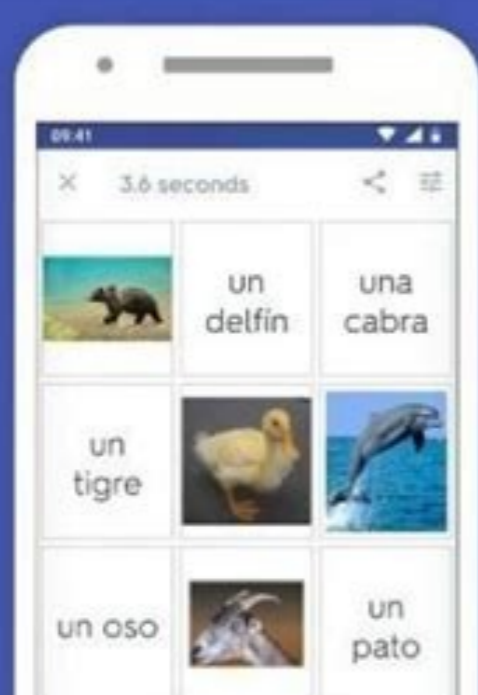 09:41
3.6 seconds
un
delfín
una
cabra
un
tigre
un oso
un
pato